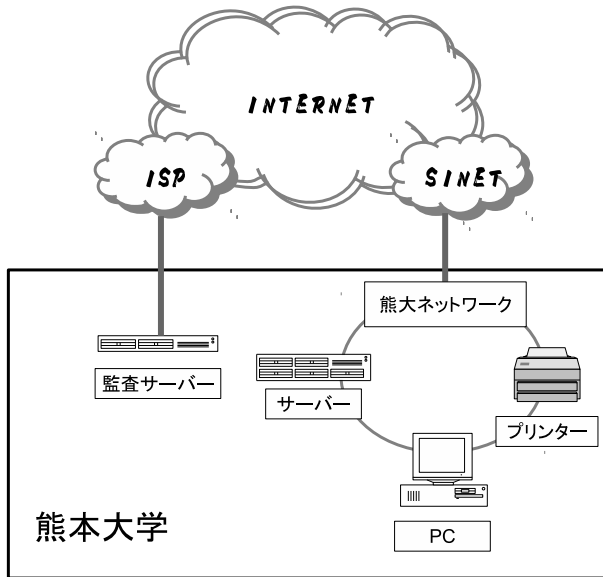 INTERNET
ISP
SINET
熊大ネットワーク
監査サーバー
サーバー
プリンター
PC
熊本大学